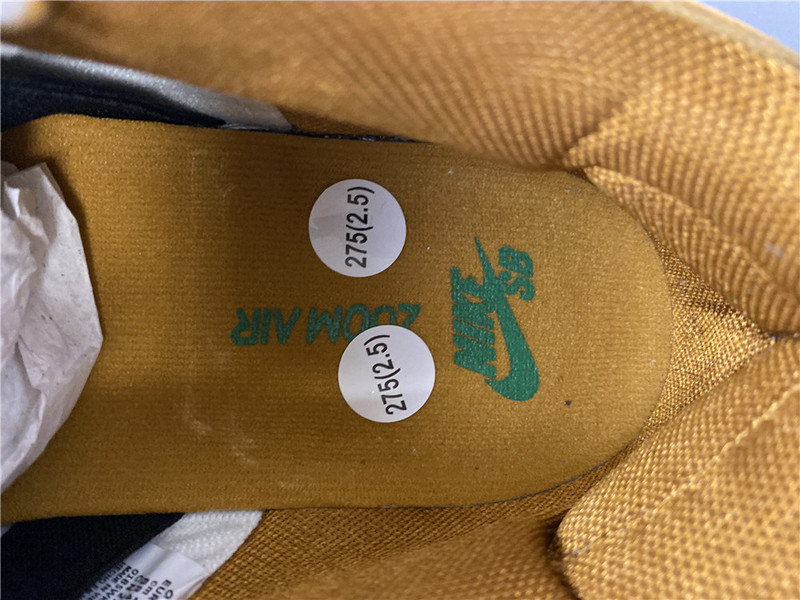 275(2.5)
275(2.5)
NIKE
SB
ZOOM AIR